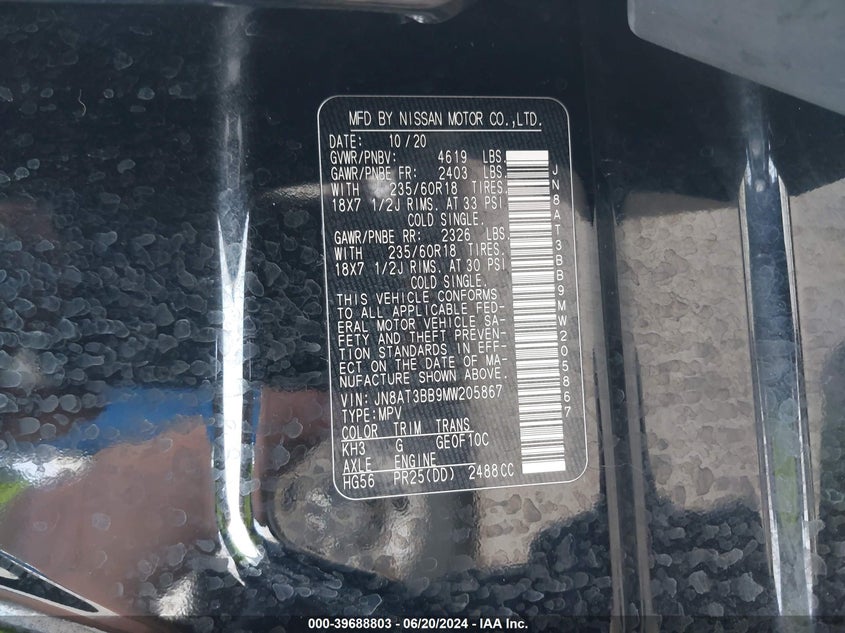 MFD BY NISSAN MOTOR CO.,LTD.
DATE: 10/20
GVWR/PNBV: 4619 LBS.
GAWR/PNBE FR: 2403 LBS.
WITH 235/60R18 TIRES.
18X7 1/2J RIMS. AT 33 PSI
COLD SINGLE.
GAWR/PNBE RR: 2326 LBS.
WITH 235/60R18 TIRES.
18X7 1/2J RIMS. AT 30 PSI
COLD SINGLE.
THIS VEHICLE CONFORMS
TO ALL APPLICABLE FED-
ERAL MOTOR VEHICLE SA-
FETY AND THEFT PREVEN-
TION STANDARDS IN EFF-
ECT ON THE DATE OF MA-
NUFACTURE SHOWN ABOVE.
VIN: JN8AT3BB9MW205867
TYPE:MPV
COLOR TRIM TRANS
KH3 G GE0F10C
AXLE ENGINE
HG56 PR25(DD) 2488CC
JN8AT3BB9MW205867
000-39688803 - 06/20/2024 - IAA Inc.